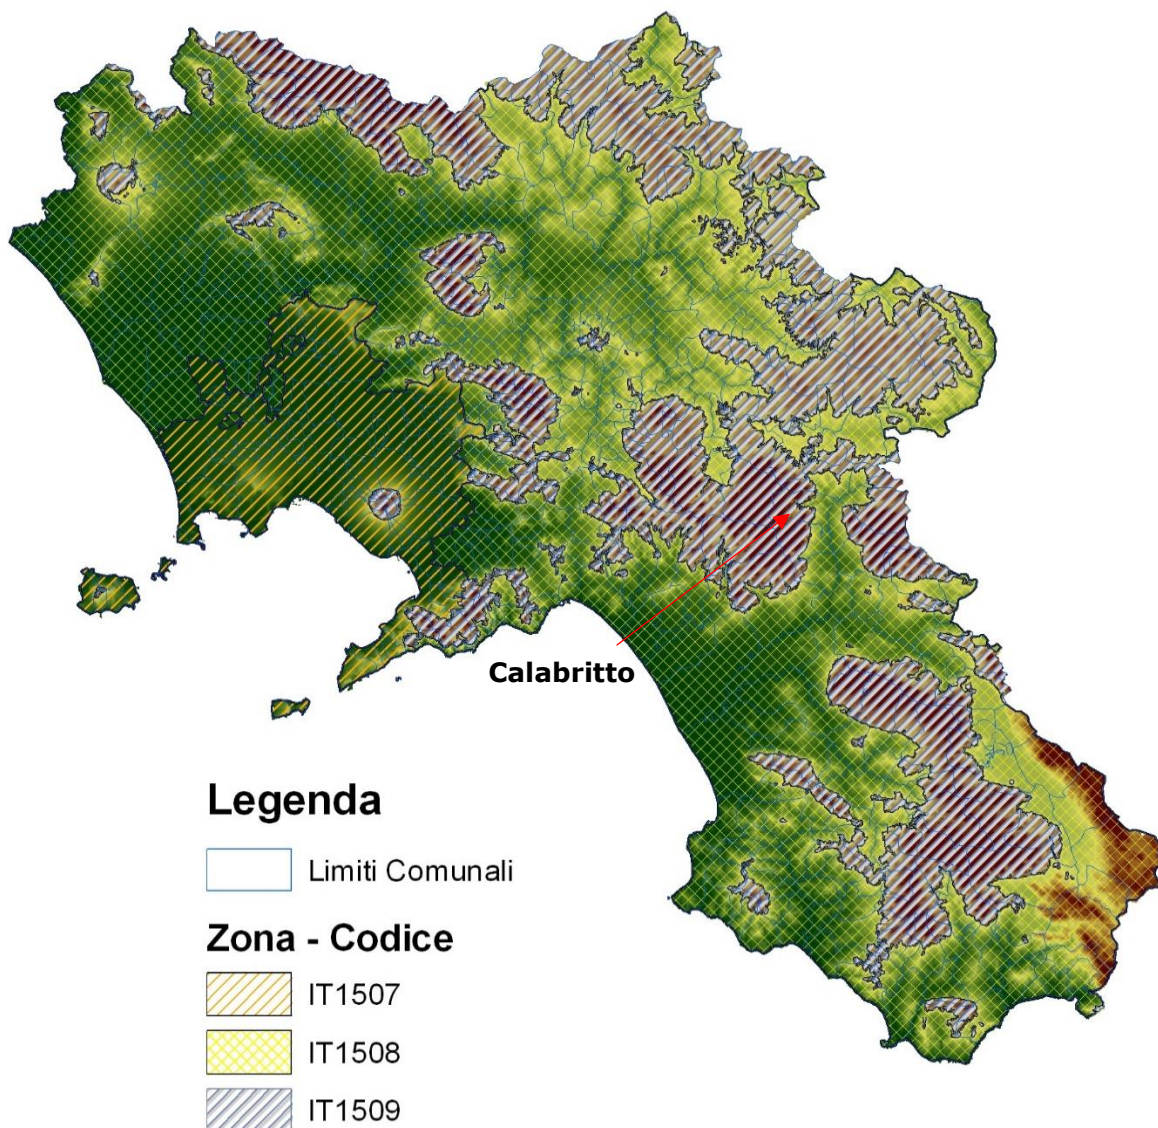 Calabritto
Legenda
Limiti Comunali
Zona - Codice
IT1507
IT1508
IT1509